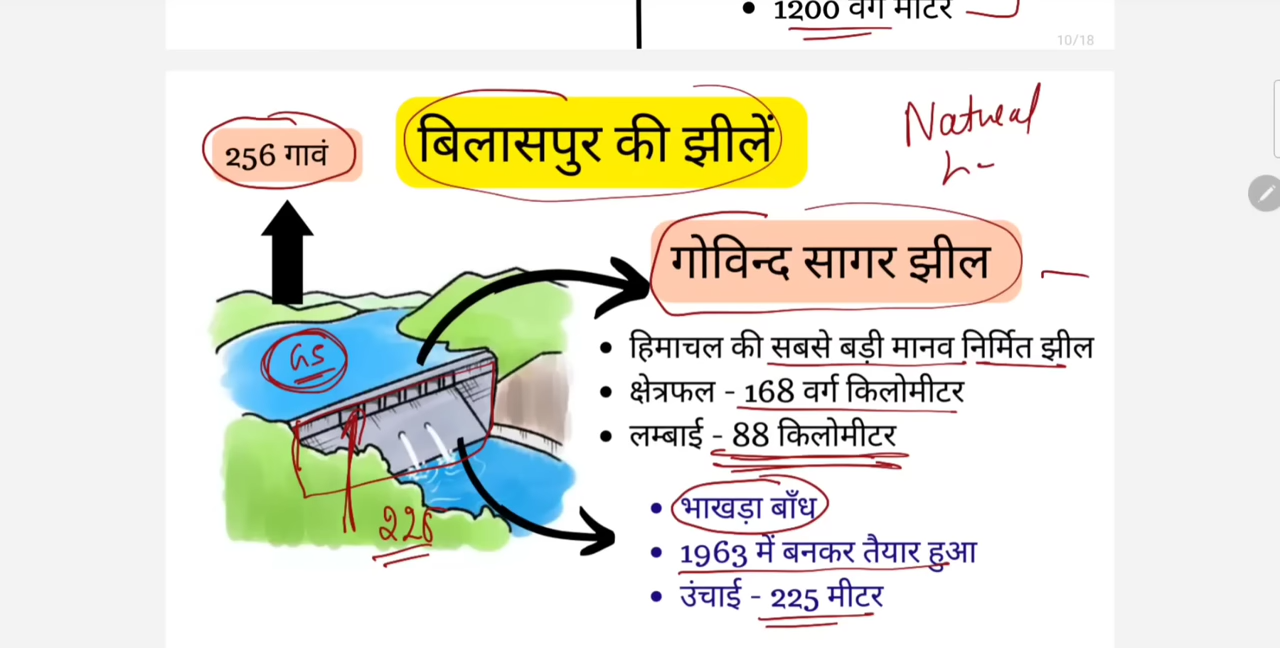 1200 वर्ग मीटर
10/18
256 गावं
बिलासपुर की झीलें
Natural
गोविन्द सागर झील
GS
हिमाचल की सबसे बड़ी मानव निर्मित झील
क्षेत्रफल - 168 वर्ग किलोमीटर
लम्बाई - 88 किलोमीटर
भाखड़ा बाँध
1963 में बनकर तैयार हुआ
उंचाई - 225 मीटर